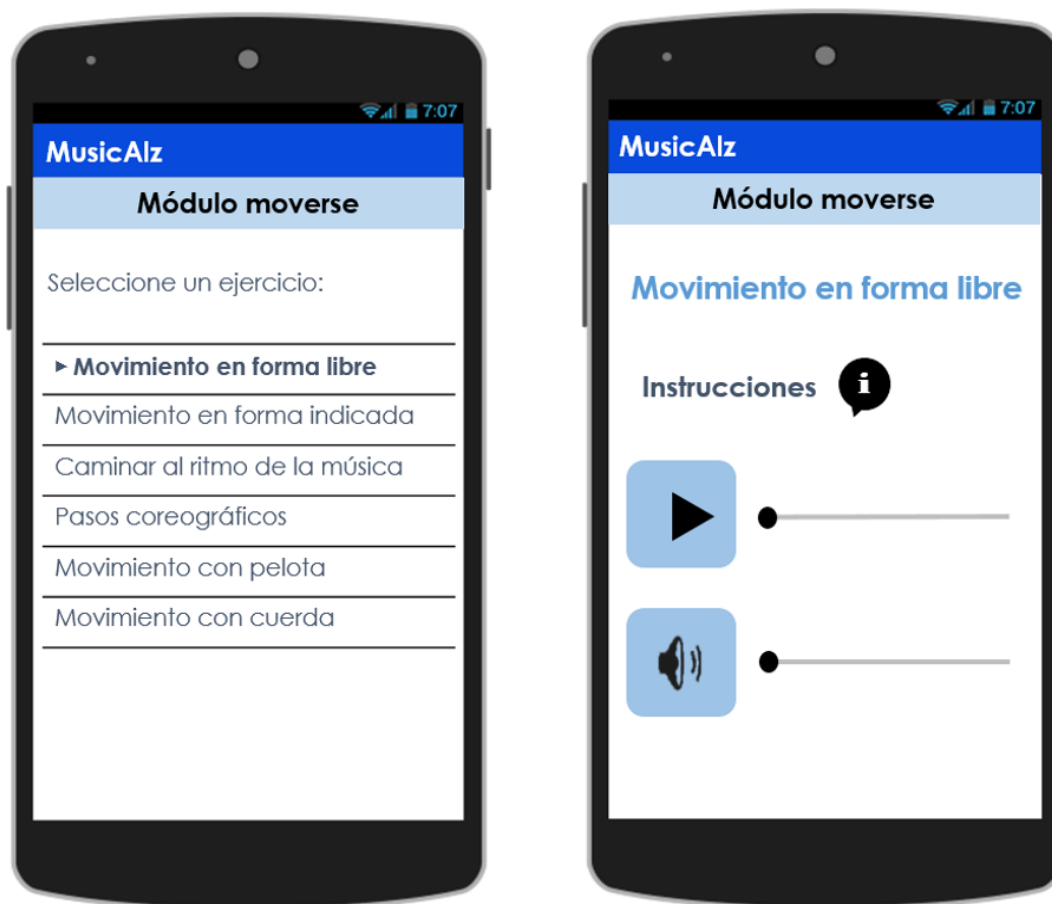 7:07
MusicAlz
Módulo moverse
Seleccione un ejercicio:
Movimiento en forma libre
Movimiento en forma indicada
Caminar al ritmo de la música
Pasos coreográficos
Movimiento con pelota
Movimiento con cuerda
7:07
MusicAlz
Módulo moverse
Movimiento en forma libre
Instrucciones i